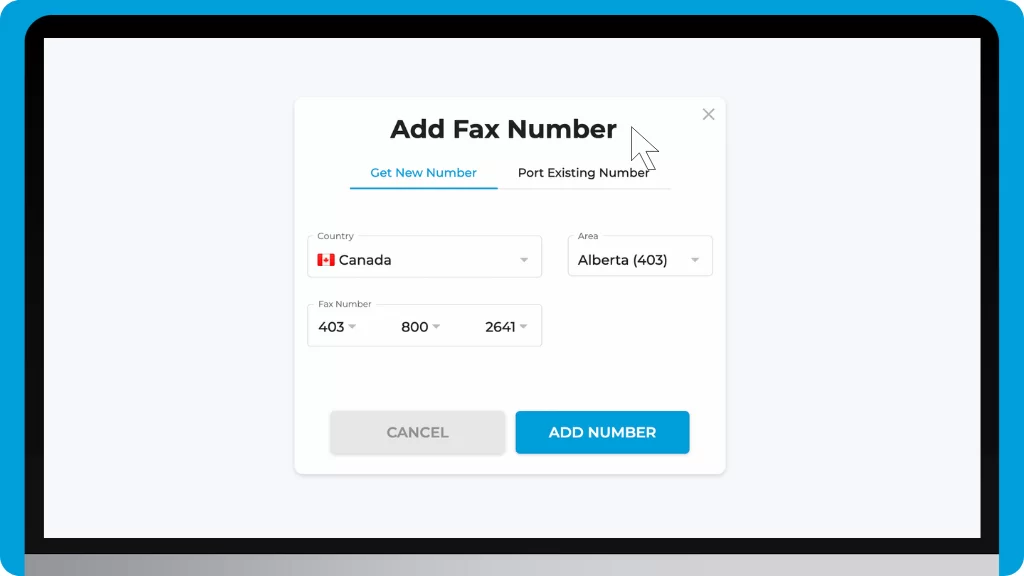 Add Fax Number
Get New Number Port Existing Number
Country Area
Canada Alberta (403)
Fax Number
403 800 2641
CANCEL ADD NUMBER